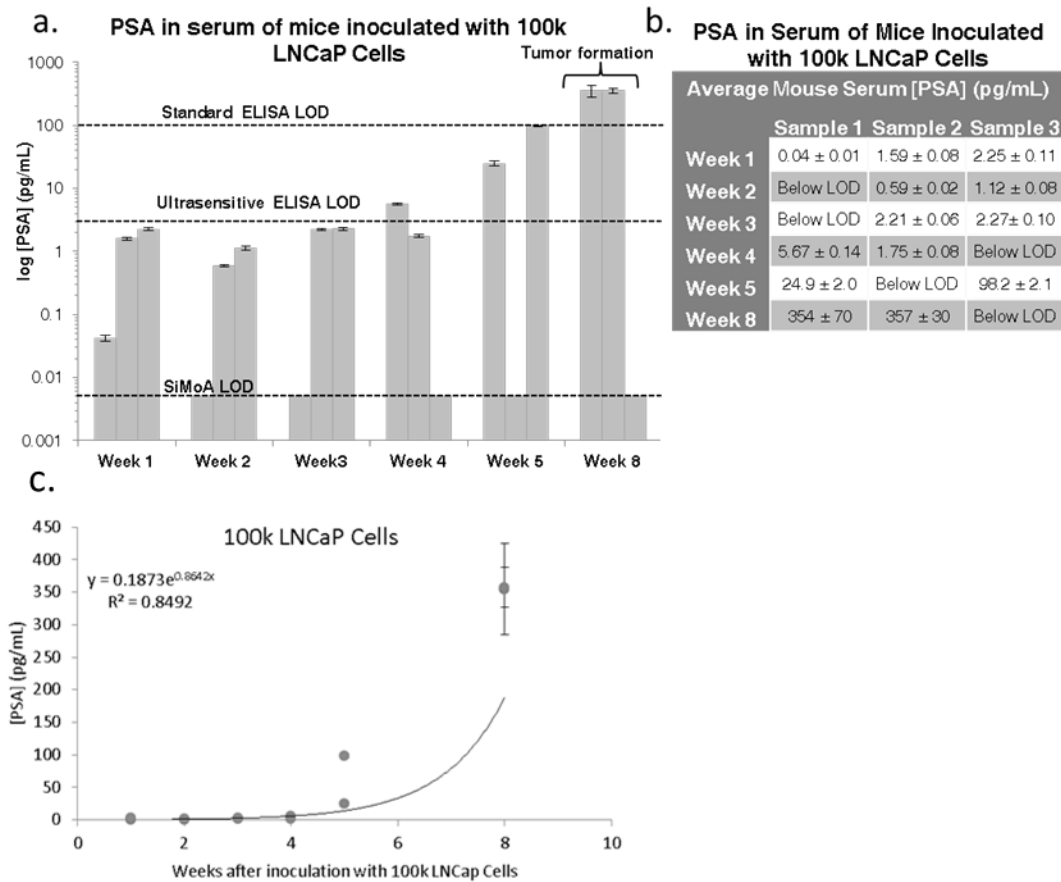 a.
PSA in serum of mice inoculated with 100k
LNCaP Cells
Tumor formation
Standard ELISA LOD
Ultrasensitive ELISA LOD
SiMoA LOD
log [PSA] (pg/mL)
1000
100
10
1
0.1
0.01
0.001
Week 1 Week 2 Week3 Week 4 Week 5 Week 8
b.
PSA in Serum of Mice Inoculated
with 100k LNCaP Cells
Average Mouse Serum [PSA] (pg/mL)
Sample 1 Sample 2 Sample 3
Week 1 0.04 ± 0.01 1.59 ± 0.08 2.25 ± 0.11
Week 2 Below LOD 0.59 ± 0.02 1.12 ± 0.08
Week 3 Below LOD 2.21 ± 0.06 2.27± 0.10
Week 4 5.67 ± 0.14 1.75 ± 0.08 Below LOD
Week 5 24.9 ± 2.0 Below LOD 98.2 ± 2.1
Week 8 354 ± 70 357 ± 30 Below LOD
c.
100k LNCaP Cells
y = 0.1873e^0.8642x
R² = 0.8492
[PSA] (pg/mL)
450
400
350
300
250
200
150
100
50
0
0 2 4 6 8 10
Weeks after inoculation with 100k LNCap Cells